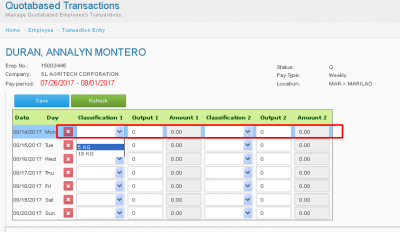 Quotabased Transactions
Manage Quotabased Employee's Transactions...
Home > Employee > Transaction Entry
DURAN, ANNALYN MONTERO
Emp No.: 15003445
Company: SL AGRITECH CORPORATION
Pay period: 07/26/2017 - 08/01/2017
Status: Q
Pay Type: Weekly
Location: MAR-> MARILAO
Save Refresh
Date Day Classification 1 Output 1 Amount 1 Classification 2 Output 2 Amount 2
08/14/2017 Mon 0 0.00 0 0.00
08/15/2017 Tue 0 0.00 0 0.00
5 KG
18 KG
08/16/2017 Wed 0 0.00 0 0.00
08/17/2017 Thu 0 0.00 0 0.00
08/18/2017 Fri 0 0.00 0 0.00
08/19/2017 Sat 0 0.00 0 0.00
08/20/2017 Sun 0 0.00 0 0.00